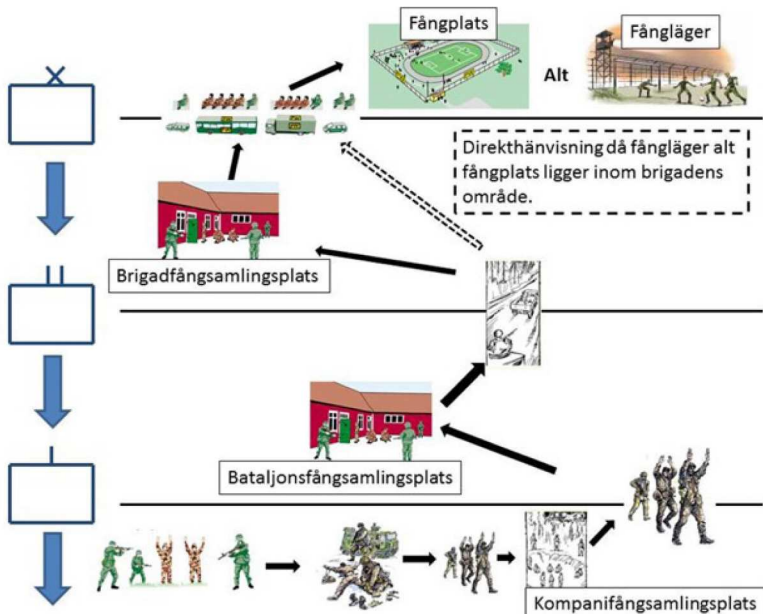 Fångplats
Fångläger
Alt
Direkthänvisning då fångläger alt
fångplats ligger inom brigadens
område.
Brigadfångsamlingsplats
Bataljonsfångsamlingsplats
Kompanifångsamlingsplats